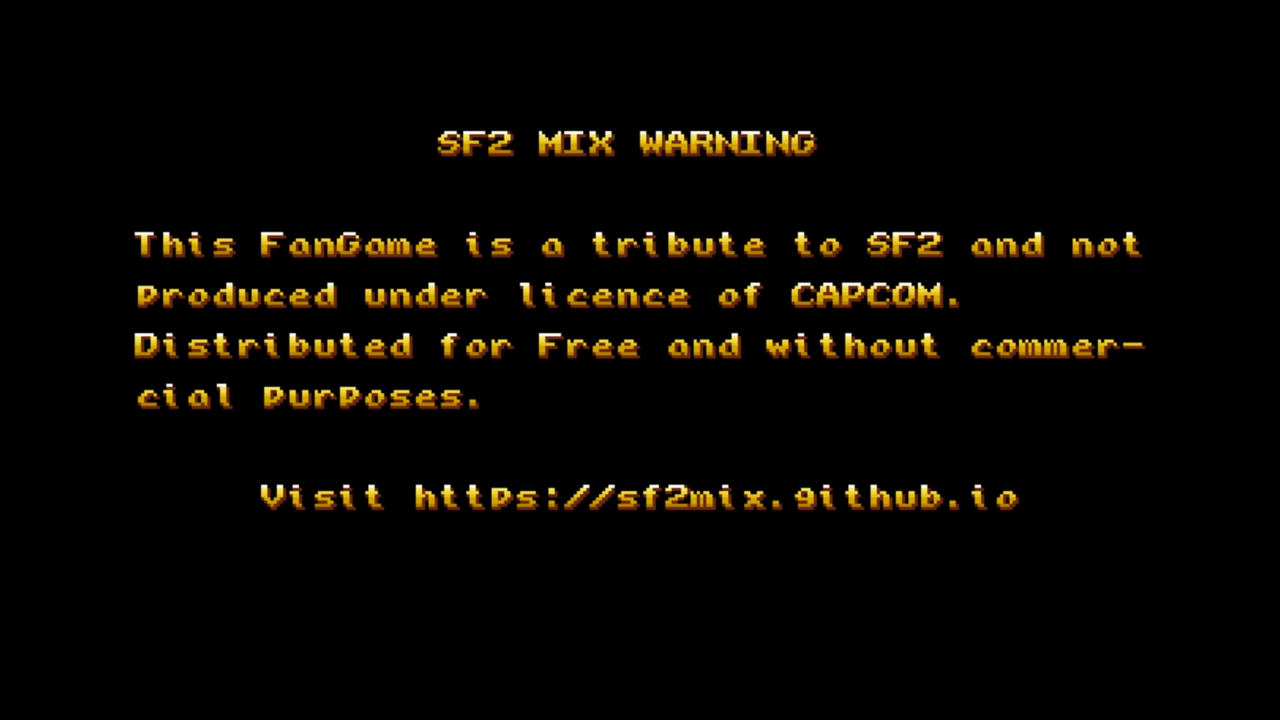 SF2 MIX WARNING
This FanGame is a tribute to SF2 and not
produced under licence of CAPCOM.
Distributed for Free and without commer-
cial purposes.
Visit https://sf2mix.github.io